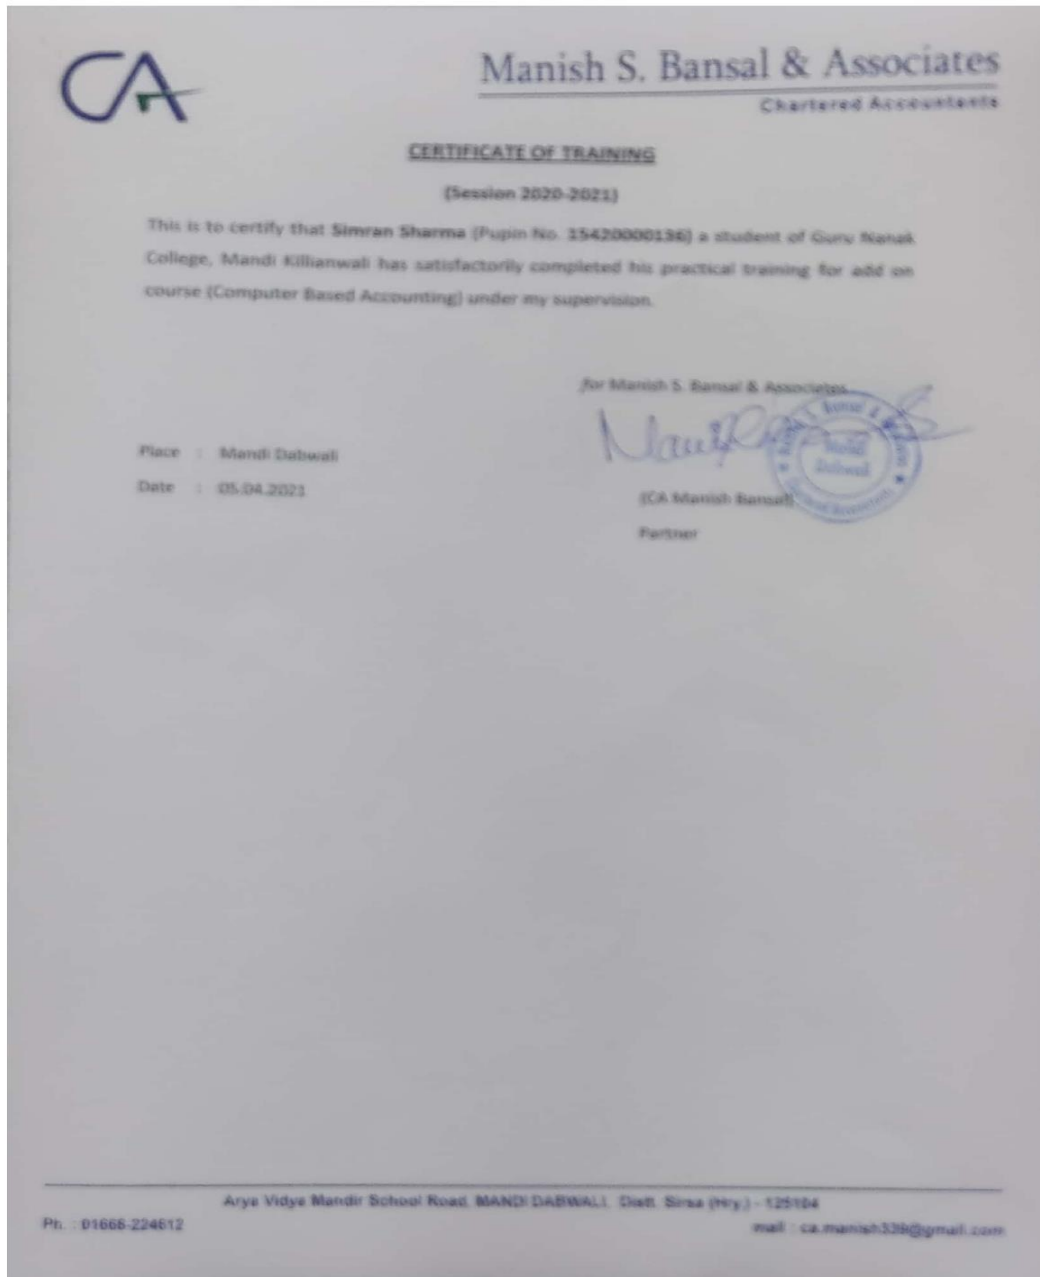 CA
Manish S. Bansal & Associates
Chartered Accountants
CERTIFICATE OF TRAINING
(Session 2020-2021)
This is to certify that Simran Sharma (Pupin No. 15420000136) a student of Guru Nanak
College, Mandi Killianwali has satisfactorily completed his practical training for add on
course (Computer Based Accounting) under my supervision.
for Manish S. Bansal & Associates
Place : Mandi Dabwali
Date : 05.04.2021
Mandi
Dabwali
(CA Manish Bansal)
Partner
Arya Vidya Mandir School Road, MANDI DABWALI, Distt. Sirsa (Hry.) - 125104
Ph. : 01668-224612
mail : ca.manish339@gmail.com